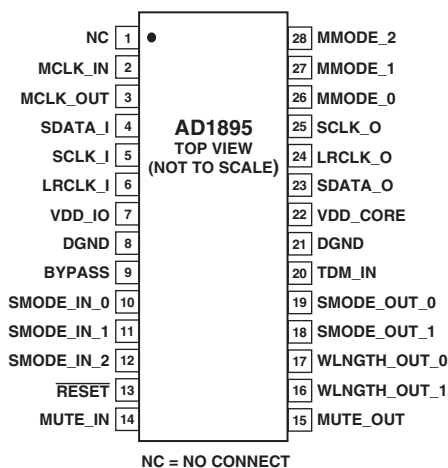 NC 1
MCLK_IN 2
MCLK_OUT 3
SDATA_I 4
SCLK_I 5
LRCLK_I 6
VDD_IO 7
DGND 8
BYPASS 9
SMODE_IN_0 10
SMODE_IN_1 11
SMODE_IN_2 12
RESET 13
MUTE_IN 14
AD1895
TOP VIEW
(NOT TO SCALE)
28 MMODE_2
27 MMODE_1
26 MMODE_0
25 SCLK_O
24 LRCLK_O
23 SDATA_O
22 VDD_CORE
21 DGND
20 TDM_IN
19 SMODE_OUT_0
18 SMODE_OUT_1
17 WLNGTH_OUT_0
16 WLNGTH_OUT_1
15 MUTE_OUT
NC = NO CONNECT